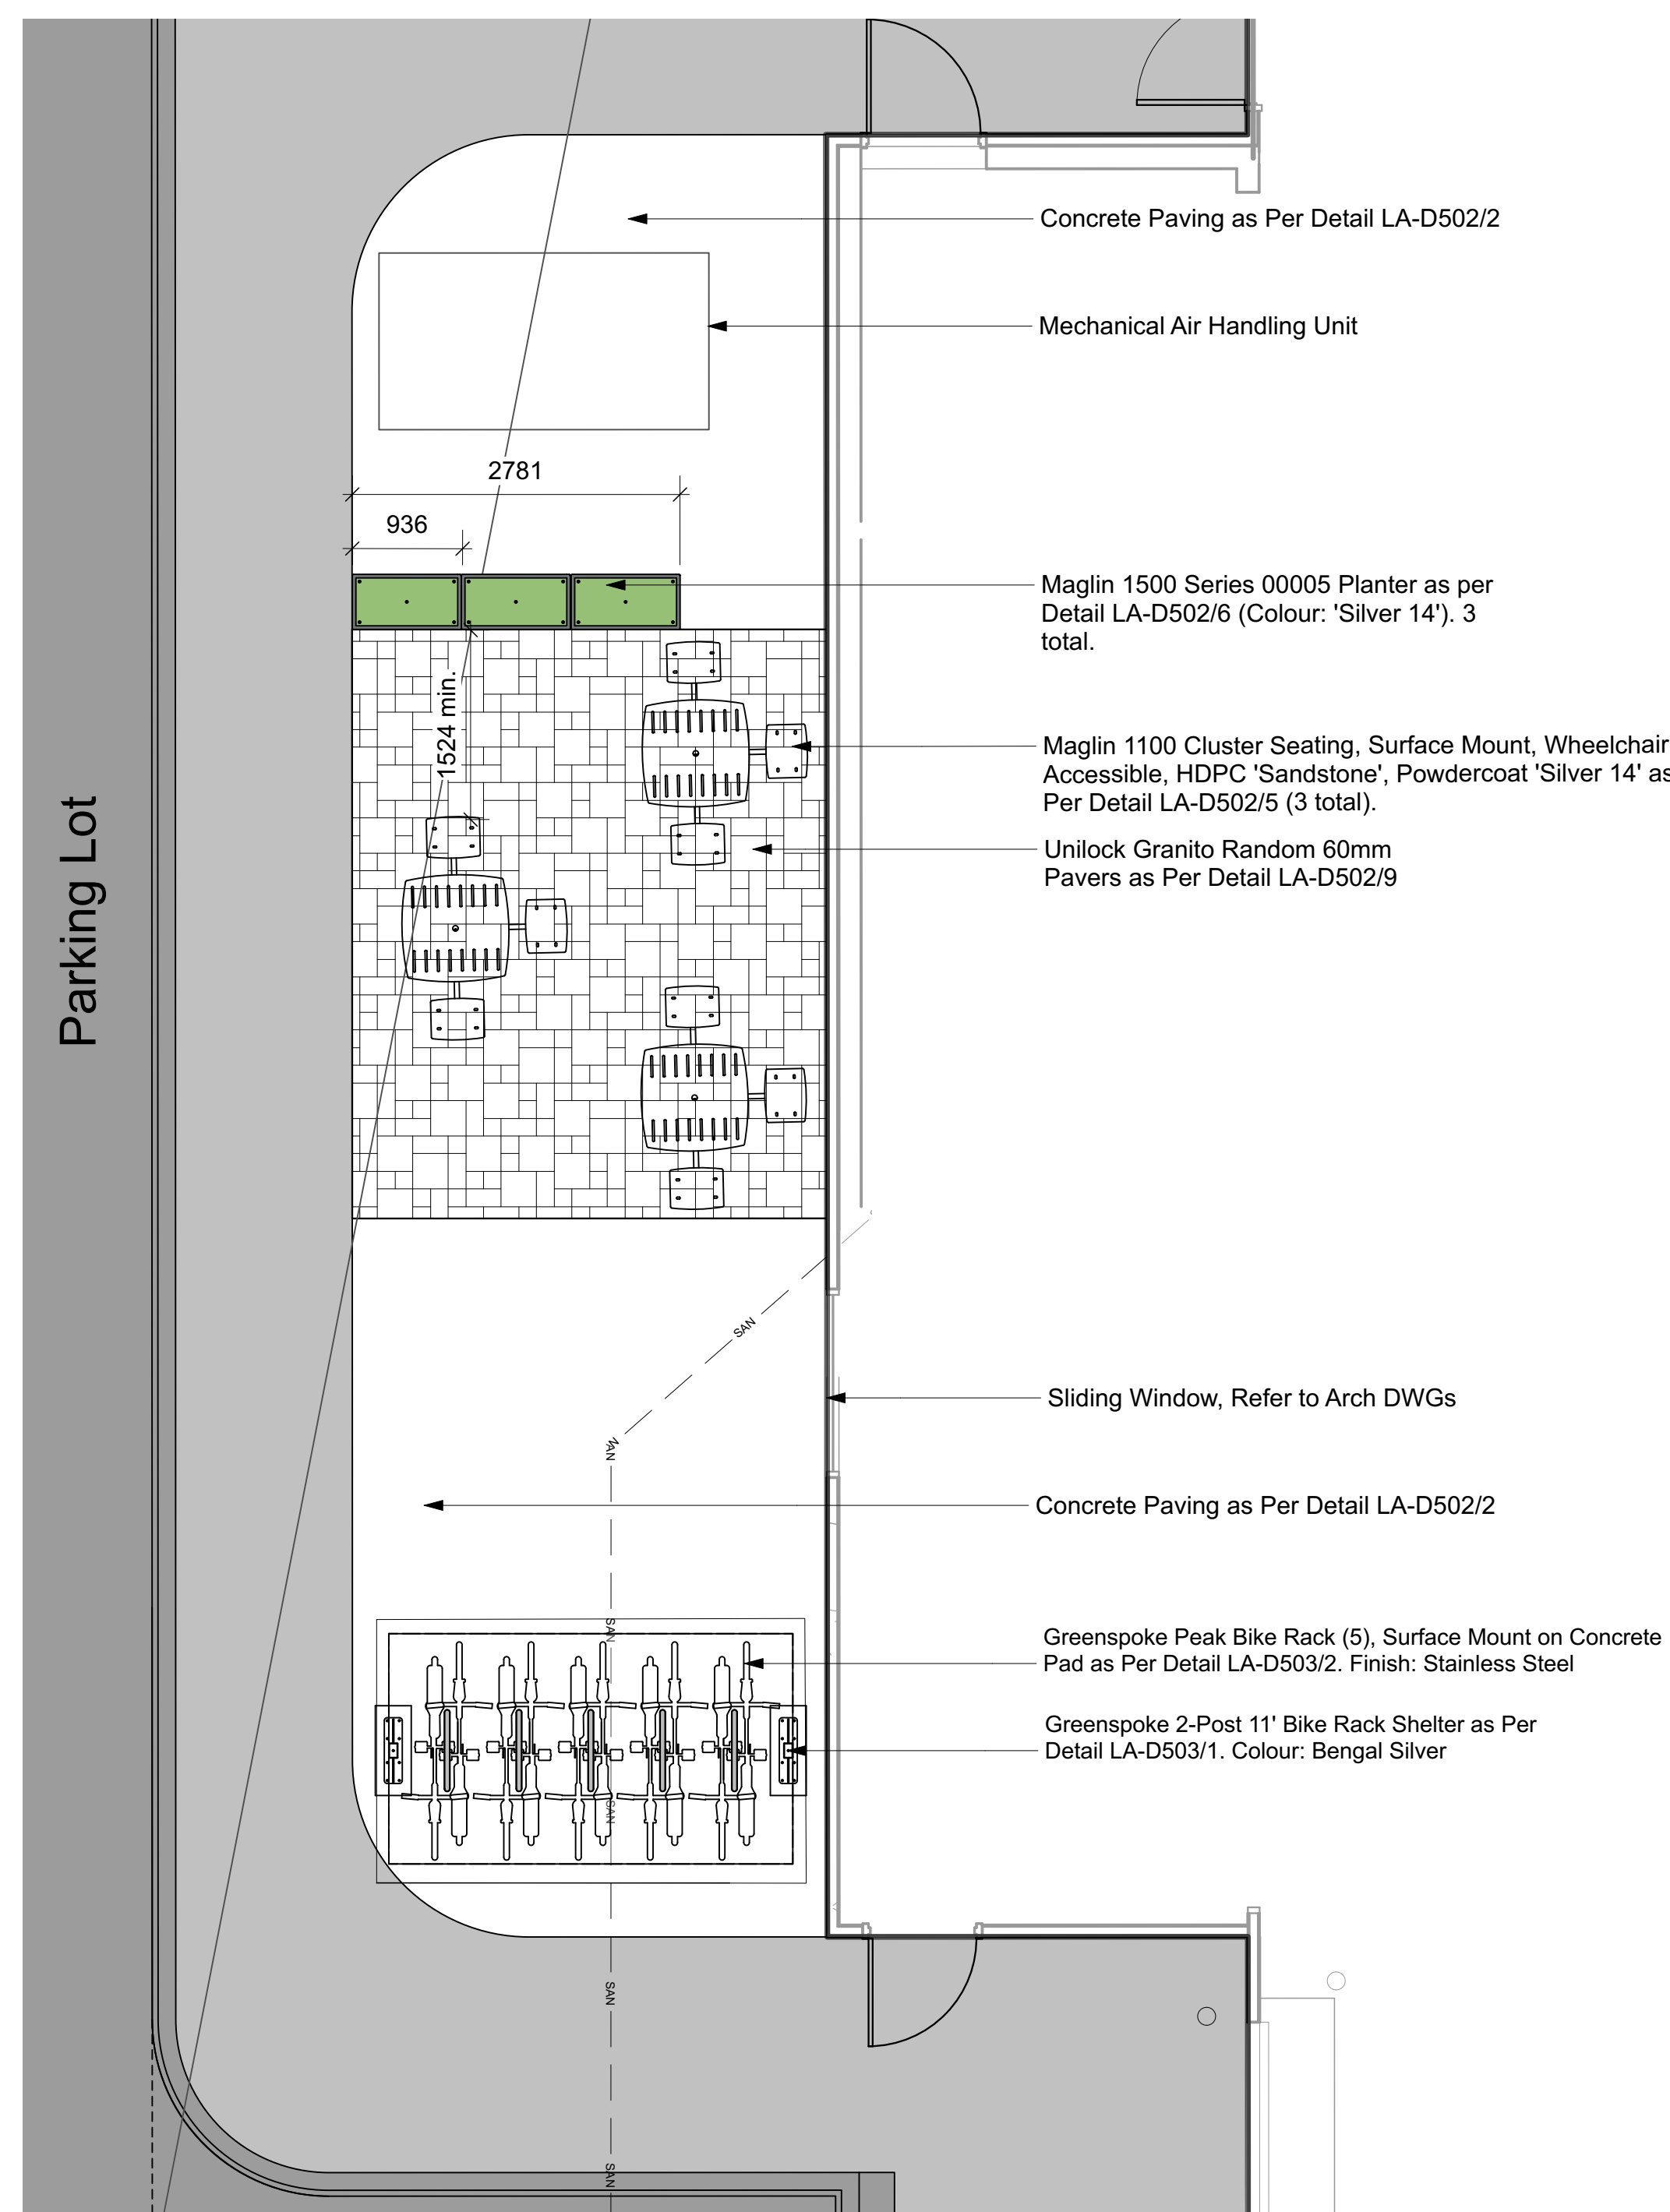 Concrete Paving as Per Detail LA-D502/2
Mechanical Air Handling Unit
2781
936
Maglin 1500 Series 00005 Planter as per
Detail LA-D502/6 (Colour: 'Silver 14'). 3
total.
1524 min.
Maglin 1100 Cluster Seating, Surface Mount, Wheelchair
Accessible, HDPC 'Sandstone', Powdercoat 'Silver 14' as
Per Detail LA-D502/5 (3 total).
Unilock Granito Random 60mm
Pavers as Per Detail LA-D502/9
Parking Lot
SAN
SAN
Sliding Window, Refer to Arch DWGs
Concrete Paving as Per Detail LA-D502/2
SAN
Greenspoke Peak Bike Rack (5), Surface Mount on Concrete
Pad as Per Detail LA-D503/2. Finish: Stainless Steel
Greenspoke 2-Post 11' Bike Rack Shelter as Per
Detail LA-D503/1. Colour: Bengal Silver
SAN
SAN
SAN